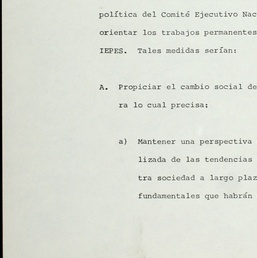 política del Comité Ejecutivo Nac
orientar los trabajos permanentes
IEPES. Tales medidas serían:
A. Propiciar el cambio social de
ra lo cual precisa:
a) Mantener una perspectiva
lizada de las tendencias
tra sociedad a largo plaz
fundamentales que habrán